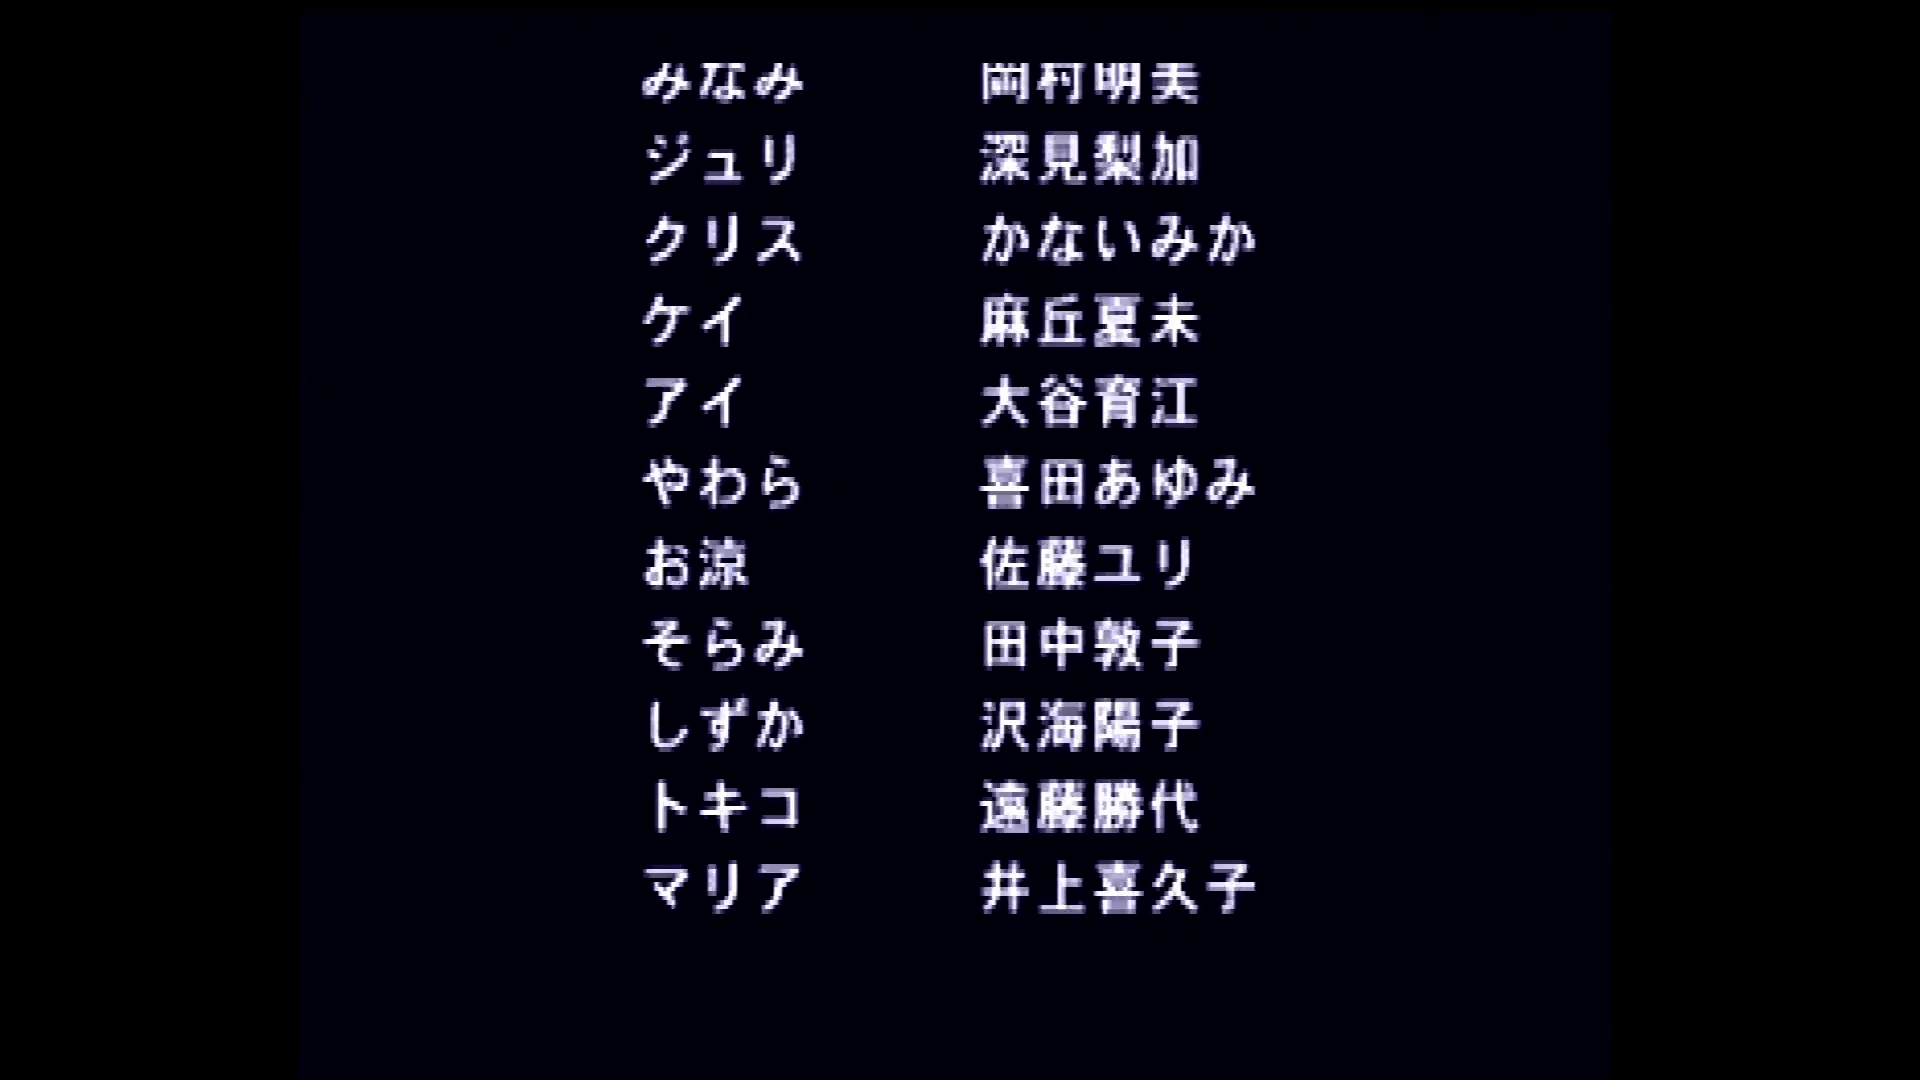 みなみ 岡村明美
ジュリ 深見梨加
クリス かないみか
ケイ 麻丘夏未
アイ 大谷育江
やわら 喜田あゆみ
お涼 佐藤ユリ
そらみ 田中敦子
しずか 沢海陽子
トキコ 遠藤勝代
マリア 井上喜久子